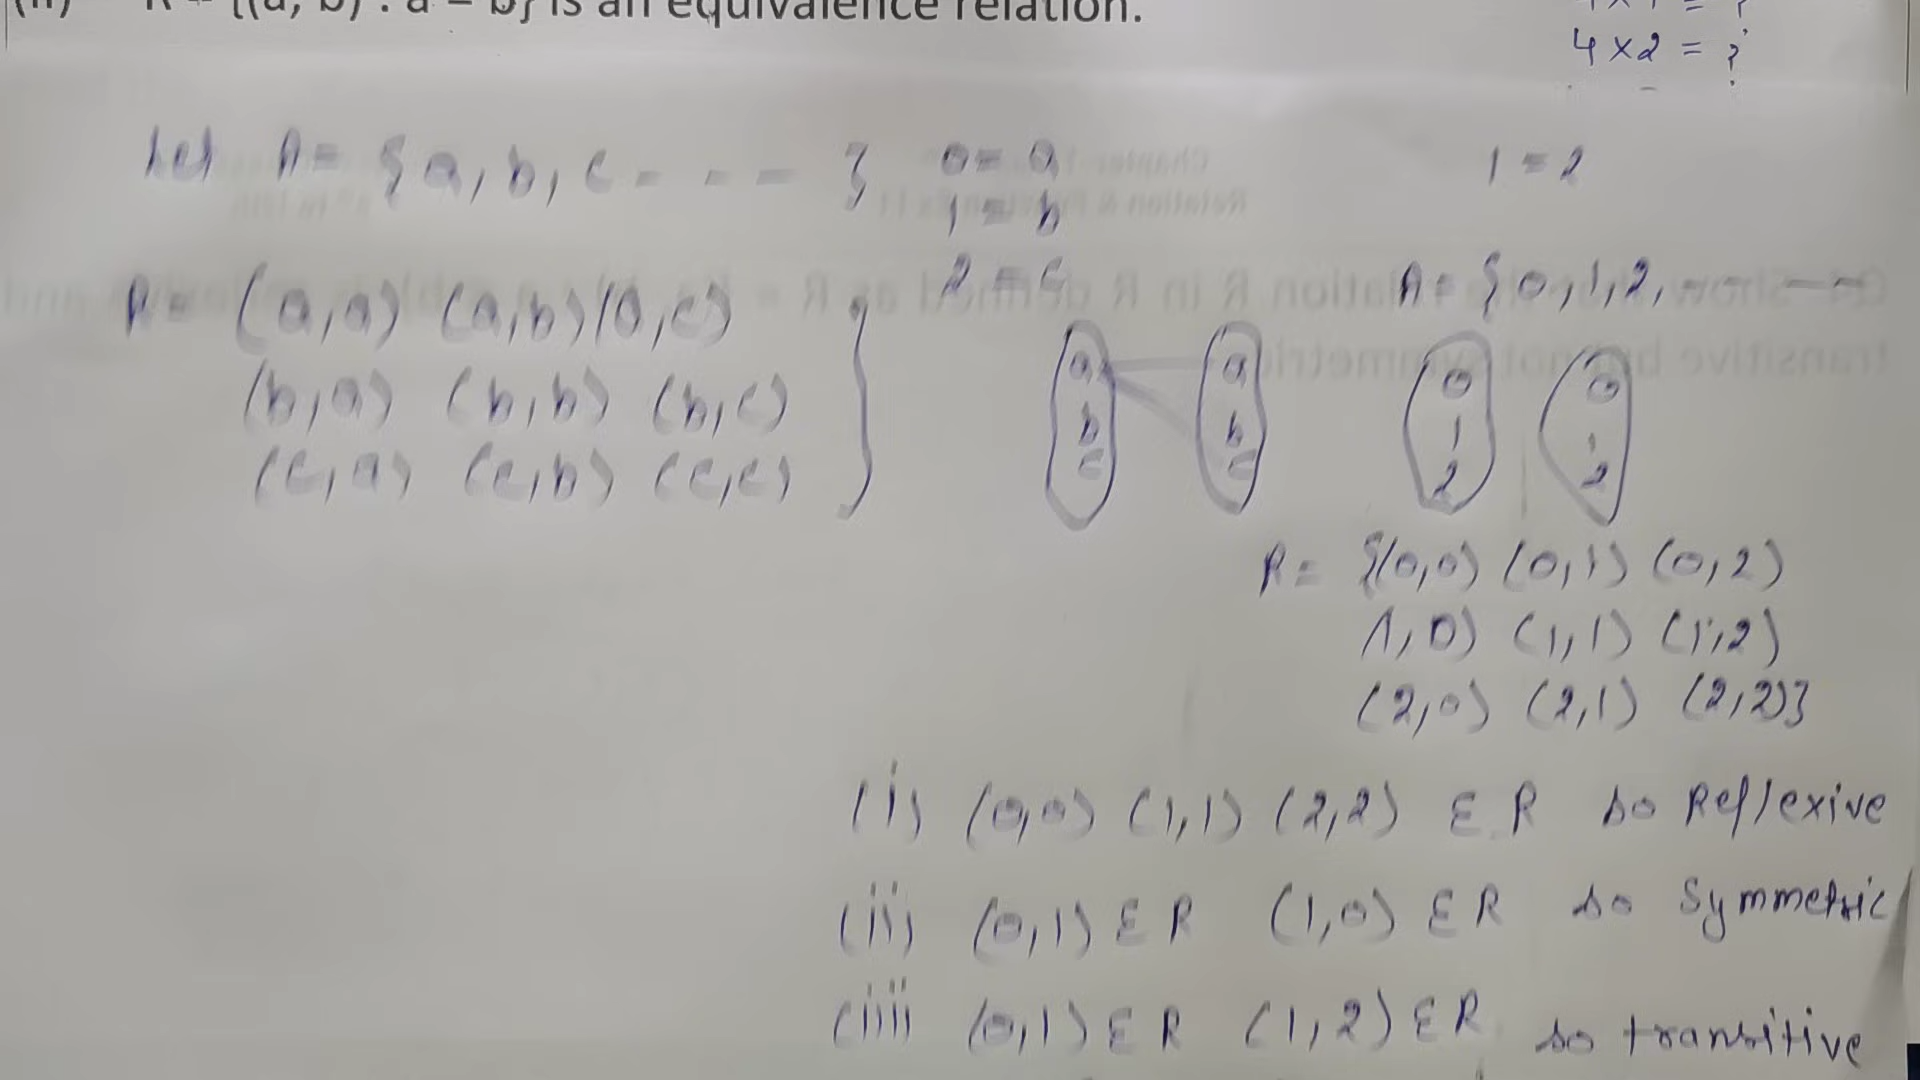 R = {(a, b) : a = b} is an equivalence relation.
4 x 2 = ?
Let A = {a, b, c - - - }
0 = a
1 = b
2 = c
1 = 2
R = (a,a) (a,b) (a,c)
(b,a) (b,b) (b,c)
(c,a) (c,b) (c,c) }
a
b
c
a
b
c
A = {0,1,2, - - - -
0
1
2
0
1
2
R = {(0,0) (0,1) (0,2)
(1,0) (1,1) (1,2)
(2,0) (2,1) (2,2)}
(i) (0,0) (1,1) (2,2) ∈ R so Reflexive
(ii) (0,1) ∈ R (1,0) ∈ R so Symmetric
(iii) (0,1) ∈ R (1,2) ∈ R so transitive